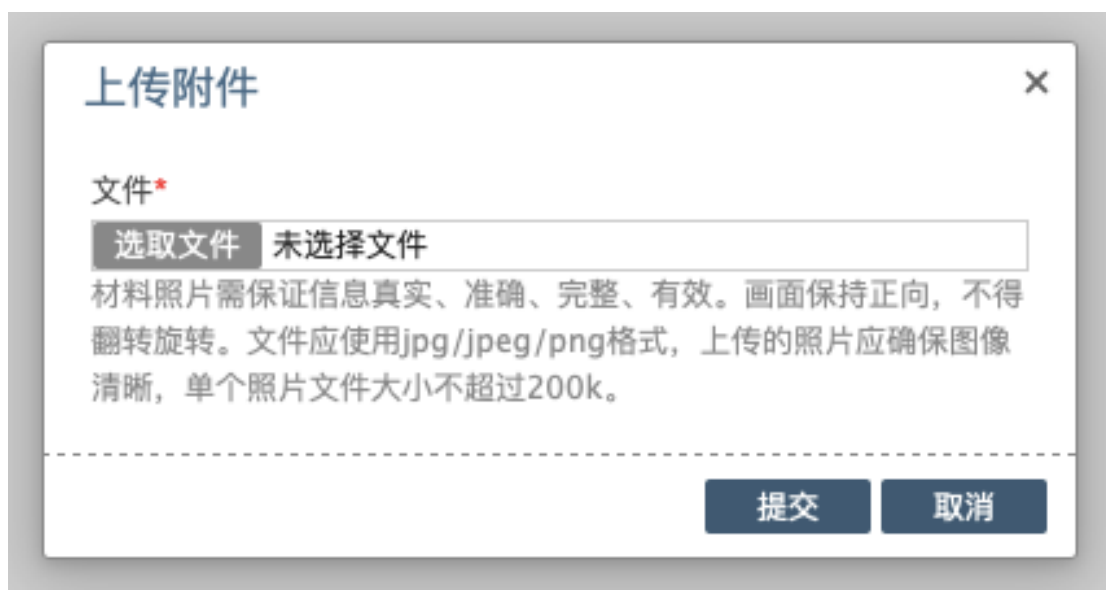 上传附件 ×
文件*
选取文件 未选择文件
材料照片需保证信息真实、准确、完整、有效。画面保持正向，不得
翻转旋转。文件应使用jpg/jpeg/png格式，上传的照片应确保图像
清晰，单个照片文件大小不超过200k。
提交 取消